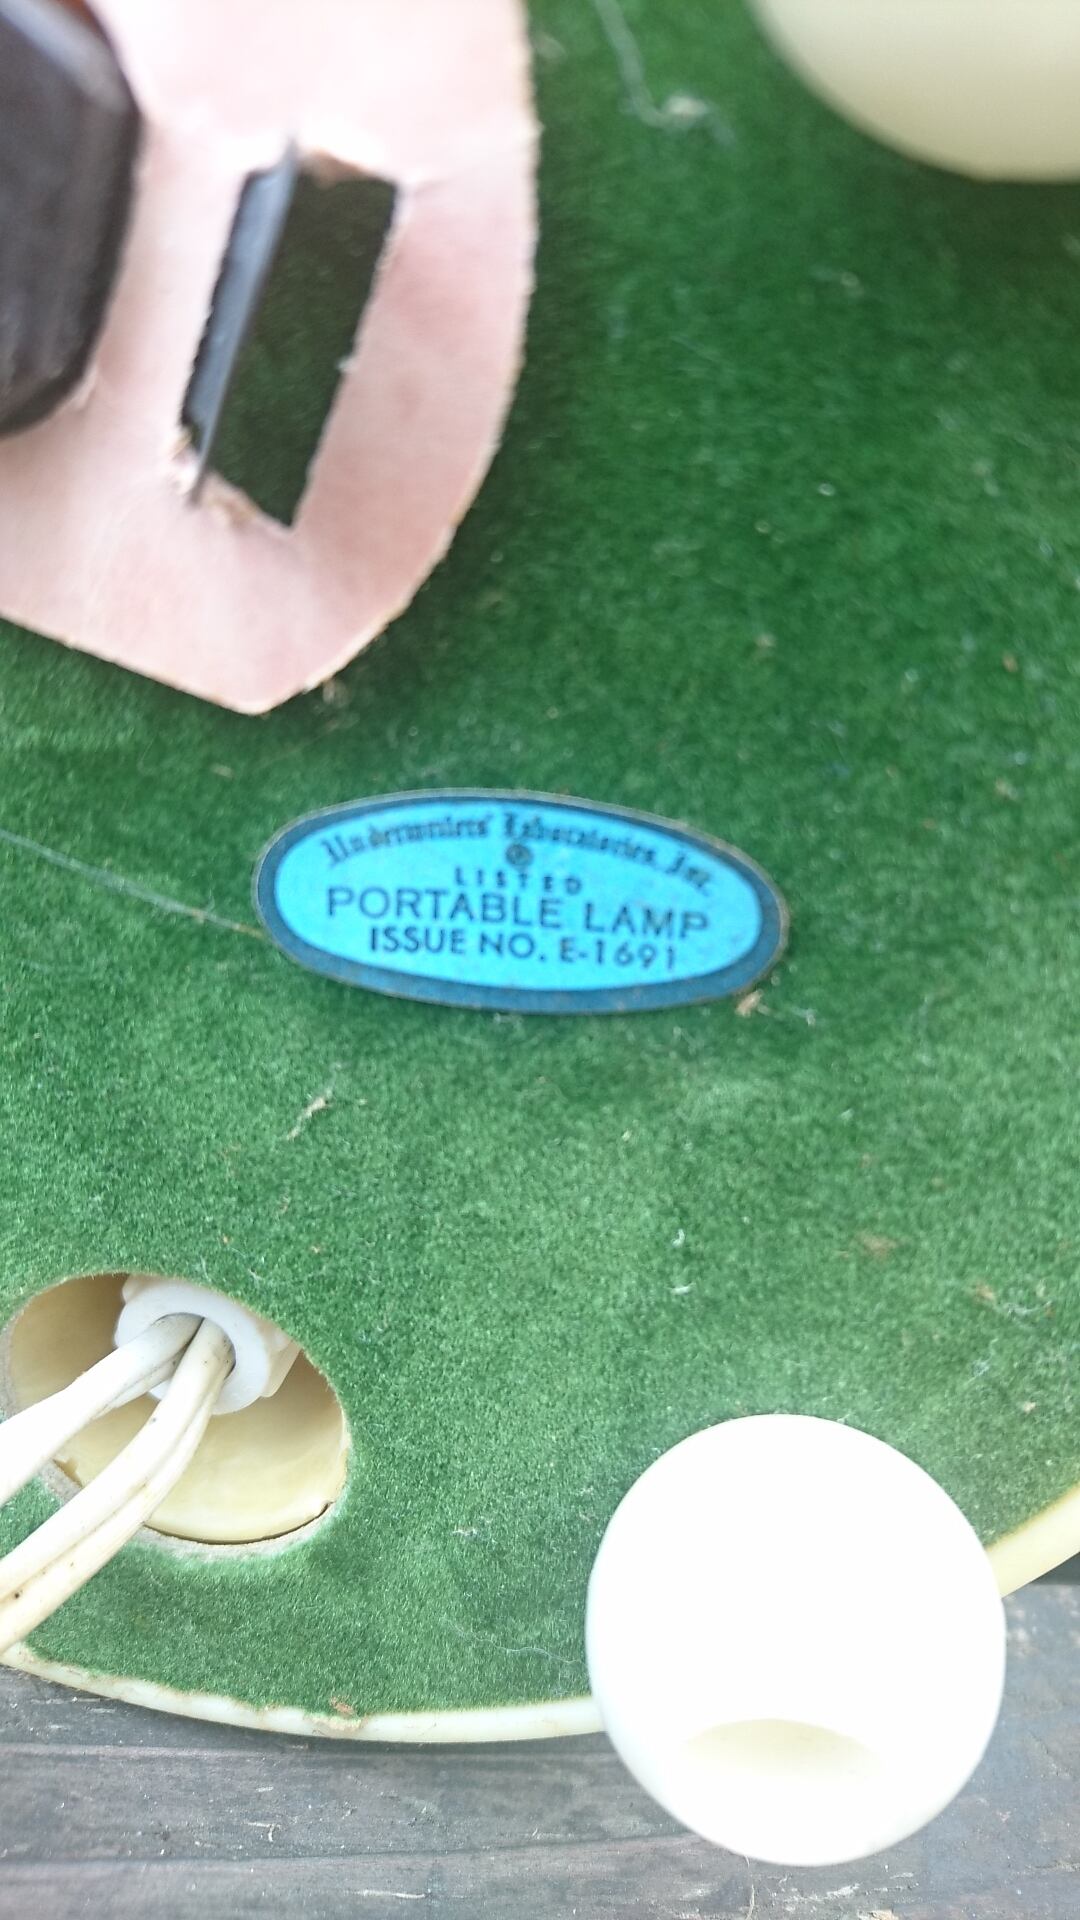 Underwriters' Laboratories, Inc.
LISTED
PORTABLE LAMP
ISSUE NO. E-1691